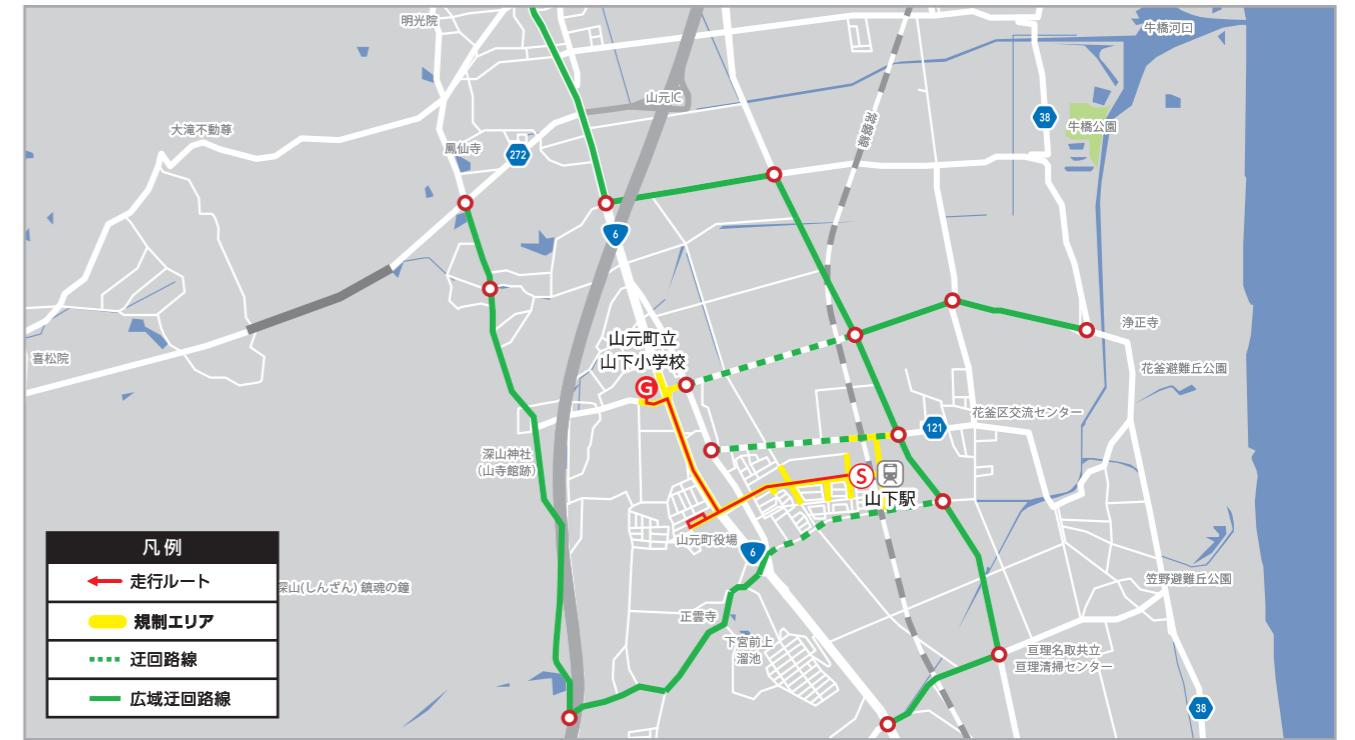 明光院
牛橋河口
山元IC
38
大滝不動尊
常磐線
牛橋公園
鳳仙寺
272
6
浄正寺
山元町立
山下小学校
喜松院
花釜避難丘公園
G
花釜区交流センター
121
深山神社
(山寺館跡)
S
山下駅
山元町役場
6
凡例
走行ルート
規制エリア
迂回路線
広域迂回路線
深山(しんざん)鎮魂の鐘
笠野避難丘公園
正雲寺
下宮前上
溜池
亘理名取共立
亘理清掃センター
38